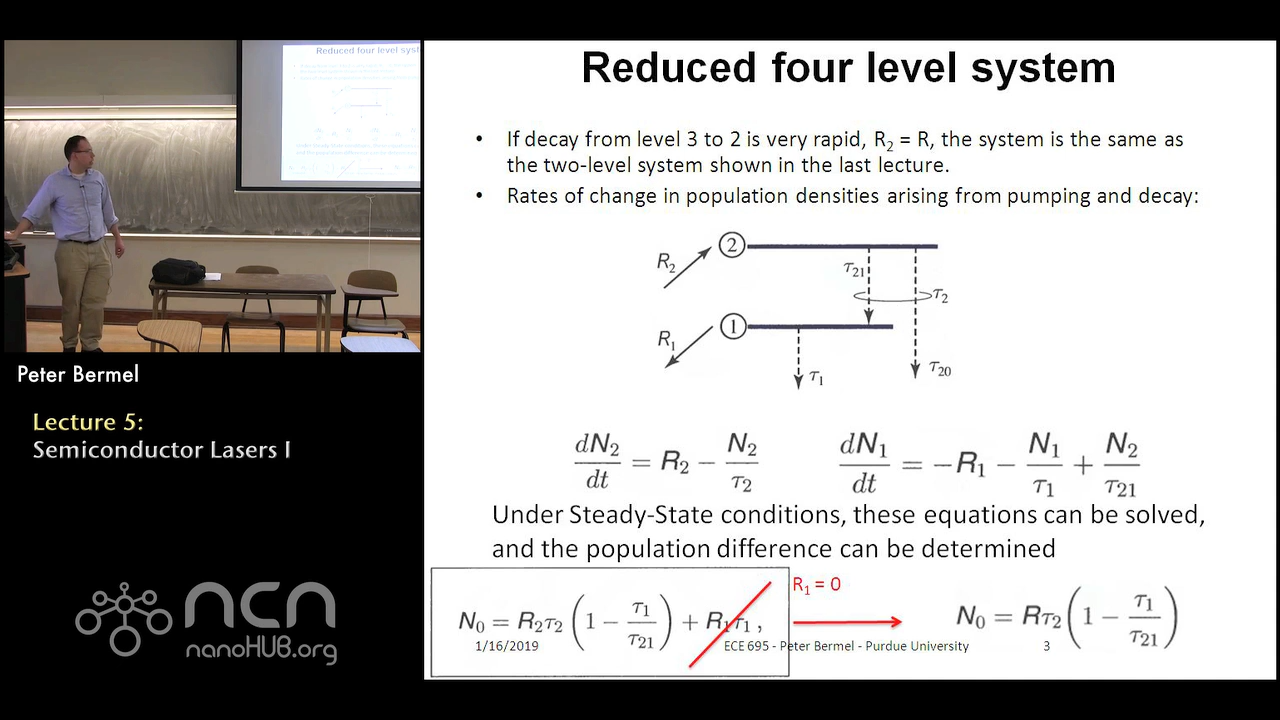 Reduced four level system
• If decay from level 3 to 2 is very rapid, R₂ = R, the system is the same as
the two-level system shown in the last lecture.
• Rates of change in population densities arising from pumping and decay:
R₂ 2 τ₂₁ τ₂
R₁ 1 τ₁ τ₂₀
dN₂/dt = R₂ − N₂/τ₂ dN₁/dt = −R₁ − N₁/τ₁ + N₂/τ₂₁
Under Steady-State conditions, these equations can be solved,
and the population difference can be determined
N₀ = R₂τ₂ (1 − τ₁/τ₂₁) + R₁τ₁ , R₁ = 0 N₀ = Rτ₂ (1 − τ₁/τ₂₁)
1/16/2019 ECE 695 - Peter Bermel - Purdue University 3
Reduced four level syst
Peter Bermel
Lecture 5:
Semiconductor Lasers I
ncn
nanoHUB.org